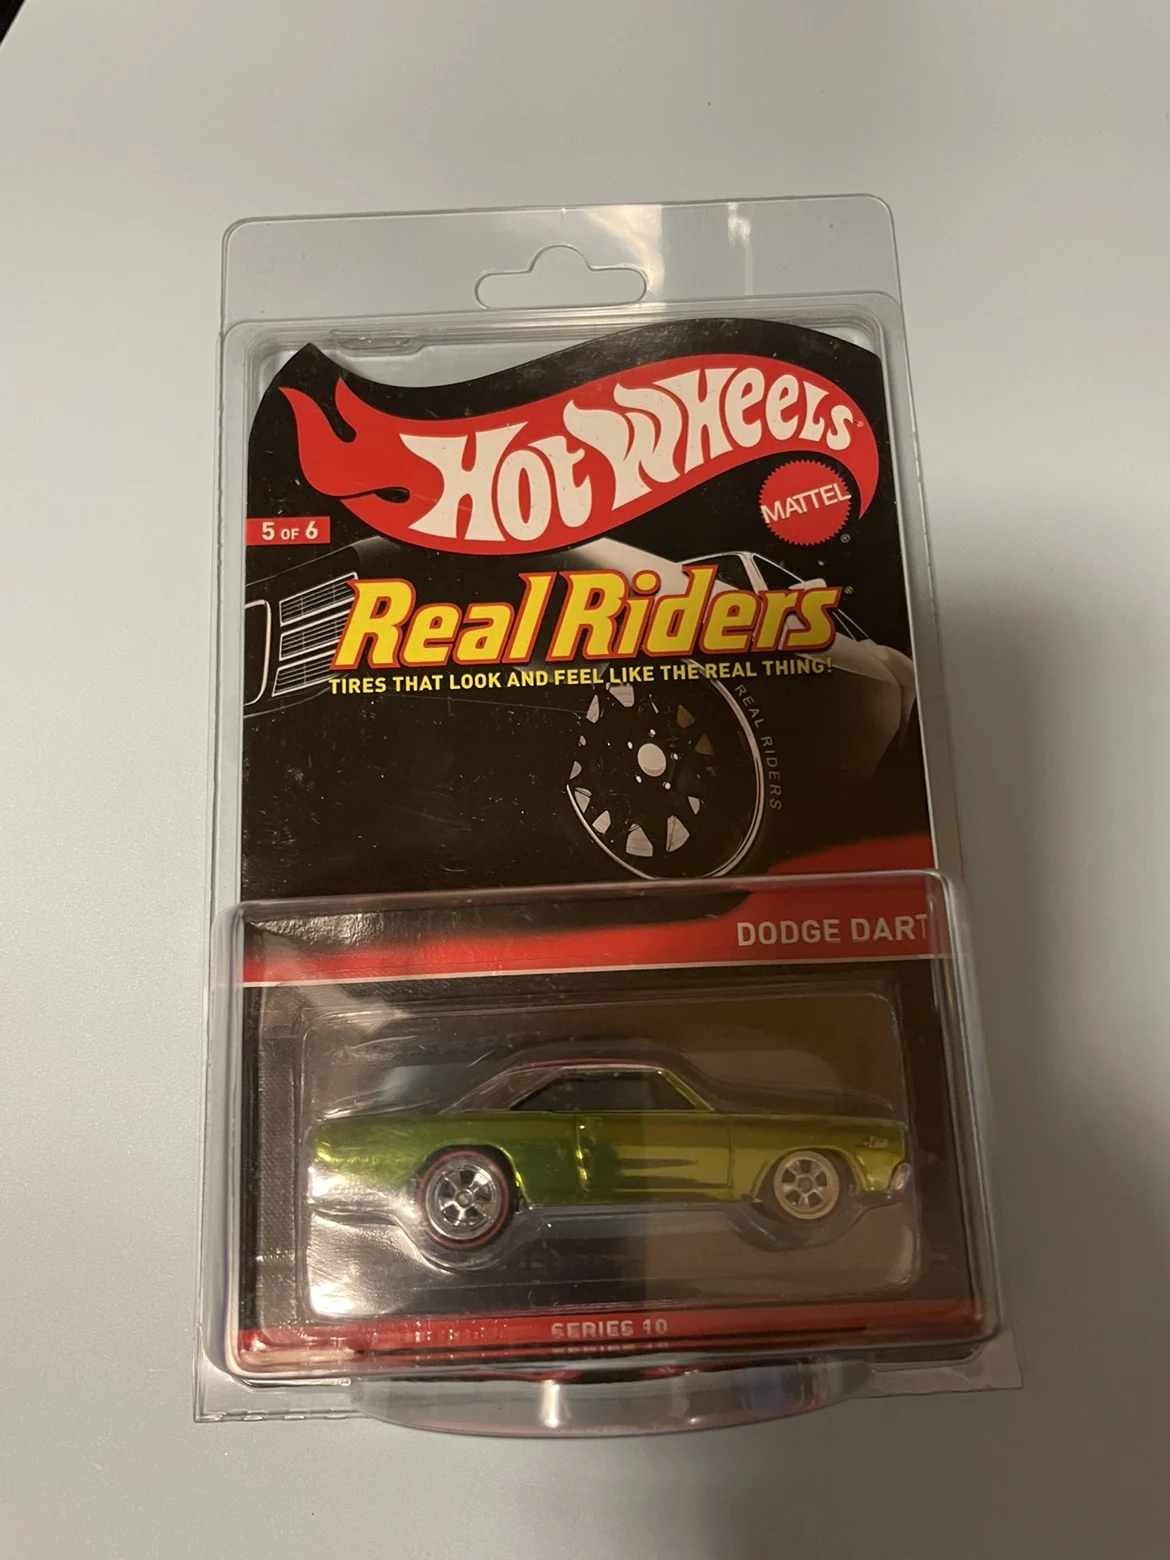 HOT WHEELS
MATTEL
®
5 OF 6
Real Riders®
TIRES THAT LOOK AND FEEL LIKE THE REAL THING!
REAL RIDERS
DODGE DART
SERIES 10